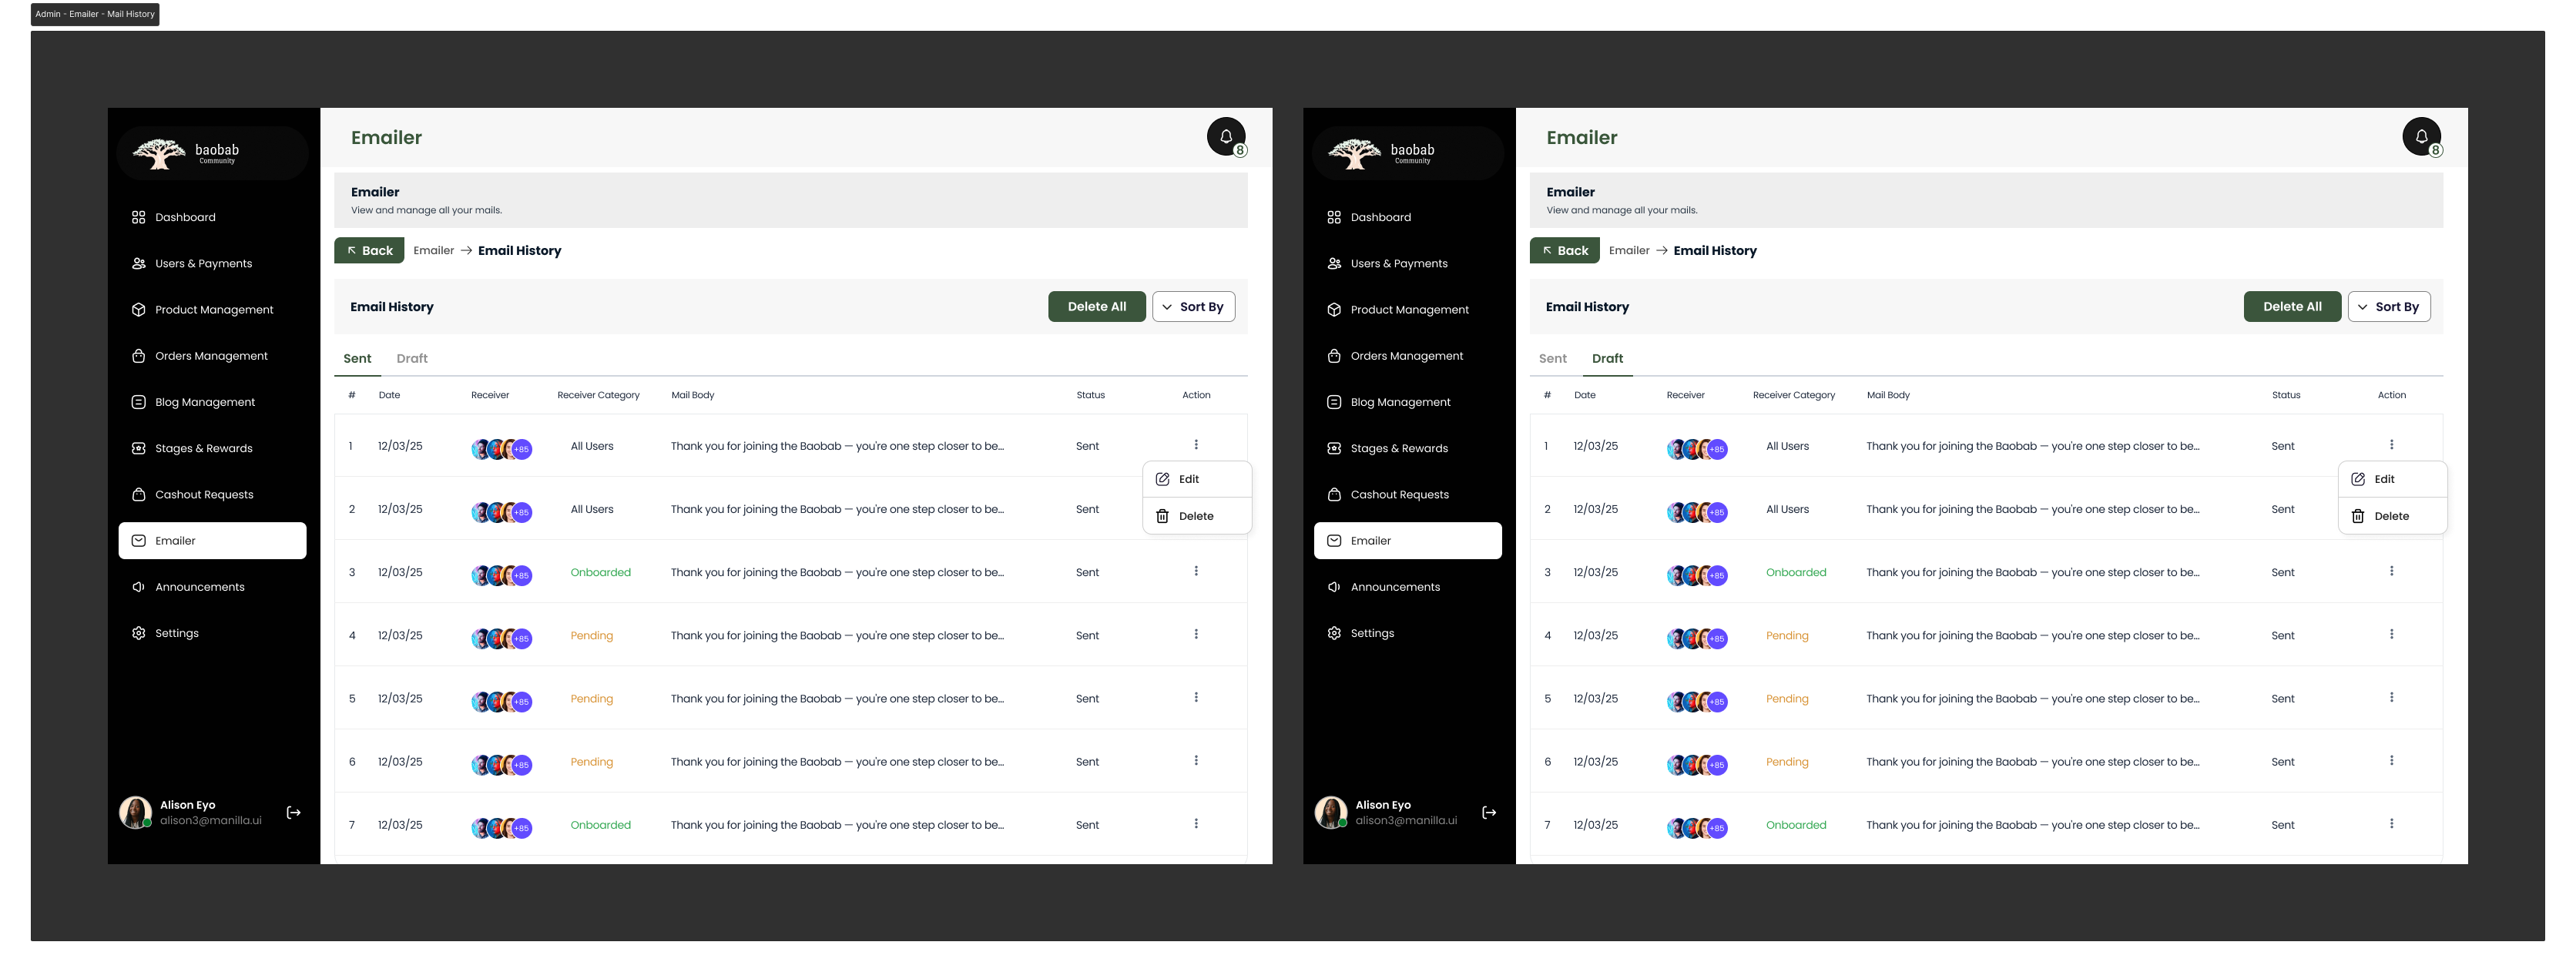 Admin - Emailer - Mail History
baobab
Community
Dashboard
Users & Payments
Product Management
Orders Management
Blog Management
Stages & Rewards
Cashout Requests
Emailer
Announcements
Settings
Alison Eyo
alison3@manilla.ui
Emailer
8
Emailer
View and manage all your mails.
Back Emailer → Email History
Email History Delete All Sort By
Sent Draft
# Date Receiver Receiver Category Mail Body Status Action
1 12/03/25 +85 All Users Thank you for joining the Baobab — you're one step closer to be... Sent
Edit
2 12/03/25 +85 All Users Thank you for joining the Baobab — you're one step closer to be... Sent
Delete
3 12/03/25 +85 Onboarded Thank you for joining the Baobab — you're one step closer to be... Sent
4 12/03/25 +85 Pending Thank you for joining the Baobab — you're one step closer to be... Sent
5 12/03/25 +85 Pending Thank you for joining the Baobab — you're one step closer to be... Sent
6 12/03/25 +85 Pending Thank you for joining the Baobab — you're one step closer to be... Sent
7 12/03/25 +85 Onboarded Thank you for joining the Baobab — you're one step closer to be... Sent
baobab
Community
Dashboard
Users & Payments
Product Management
Orders Management
Blog Management
Stages & Rewards
Cashout Requests
Emailer
Announcements
Settings
Alison Eyo
alison3@manilla.ui
Emailer
8
Emailer
View and manage all your mails.
Back Emailer → Email History
Email History Delete All Sort By
Sent Draft
# Date Receiver Receiver Category Mail Body Status Action
1 12/03/25 +85 All Users Thank you for joining the Baobab — you're one step closer to be... Sent
Edit
2 12/03/25 +85 All Users Thank you for joining the Baobab — you're one step closer to be... Sent
Delete
3 12/03/25 +85 Onboarded Thank you for joining the Baobab — you're one step closer to be... Sent
4 12/03/25 +85 Pending Thank you for joining the Baobab — you're one step closer to be... Sent
5 12/03/25 +85 Pending Thank you for joining the Baobab — you're one step closer to be... Sent
6 12/03/25 +85 Pending Thank you for joining the Baobab — you're one step closer to be... Sent
7 12/03/25 +85 Onboarded Thank you for joining the Baobab — you're one step closer to be... Sent